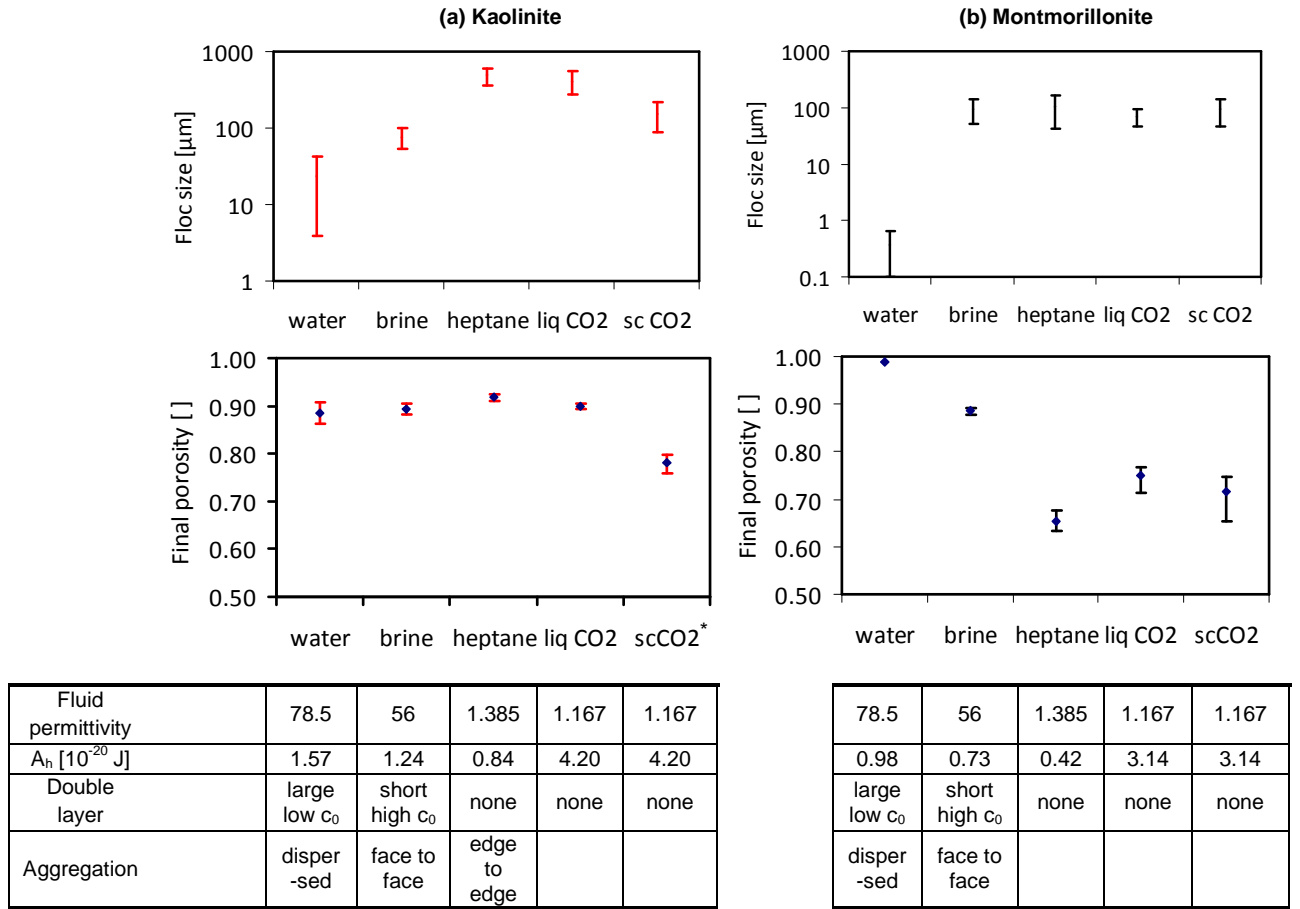 (a) Kaolinite
(b) Montmorillonite
Floc size [µm]
1000
100
10
1
water brine heptane liq CO2 sc CO2
Floc size [µm]
1000
100
10
1
0.1
water brine heptane liq CO2 sc CO2
Final porosity [ ]
1.00
0.90
0.80
0.70
0.60
0.50
water brine heptane liq CO2 scCO2*
Final porosity [ ]
1.00
0.90
0.80
0.70
0.60
0.50
water brine heptane liq CO2 scCO2
Fluid
permittivity
78.5 56 1.385 1.167 1.167
Aₕ [10⁻²⁰ J] 1.57 1.24 0.84 4.20 4.20
Double
layer
large
low c₀
short
high c₀
none none none
Aggregation
disper
-sed
face to
face
edge
to
edge
78.5 56 1.385 1.167 1.167
0.98 0.73 0.42 3.14 3.14
large
low c₀
short
high c₀
none none none
disper
-sed
face to
face